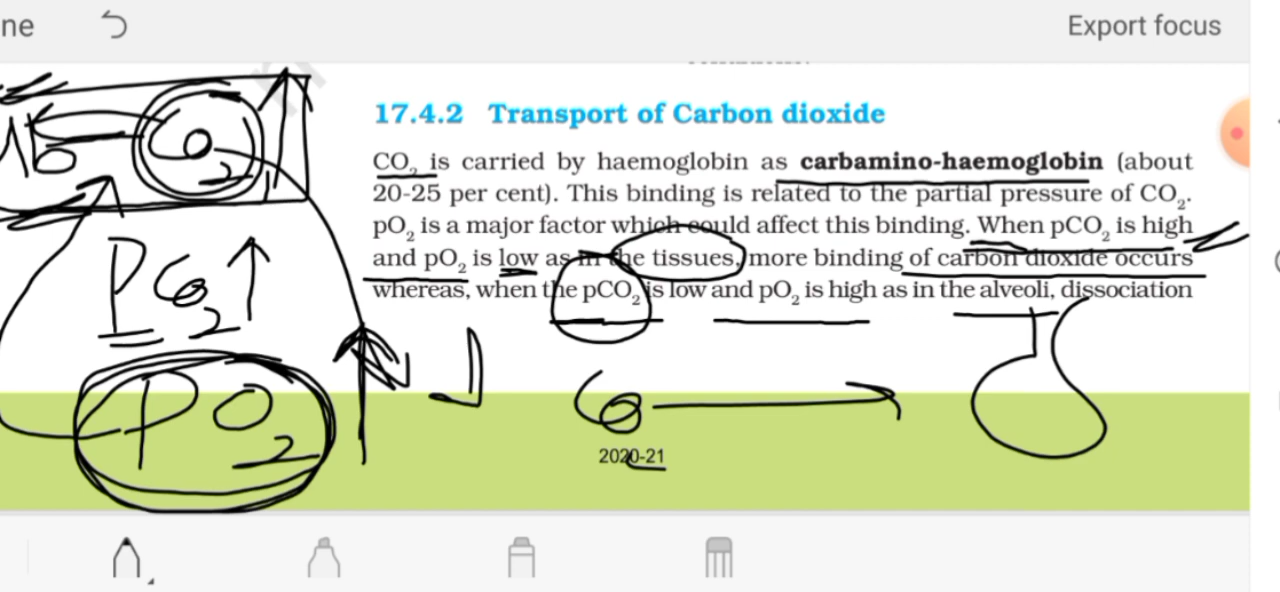 ne
Export focus
17.4.2 Transport of Carbon dioxide
CO₂ is carried by haemoglobin as carbamino-haemoglobin (about
20-25 per cent). This binding is related to the partial pressure of CO₂.
pO₂ is a major factor which could affect this binding. When pCO₂ is high
and pO₂ is low as in the tissues, more binding of carbon dioxide occurs
whereas, when the pCO₂ is low and pO₂ is high as in the alveoli, dissociation
PCO₂↑
PO₂
2020-21